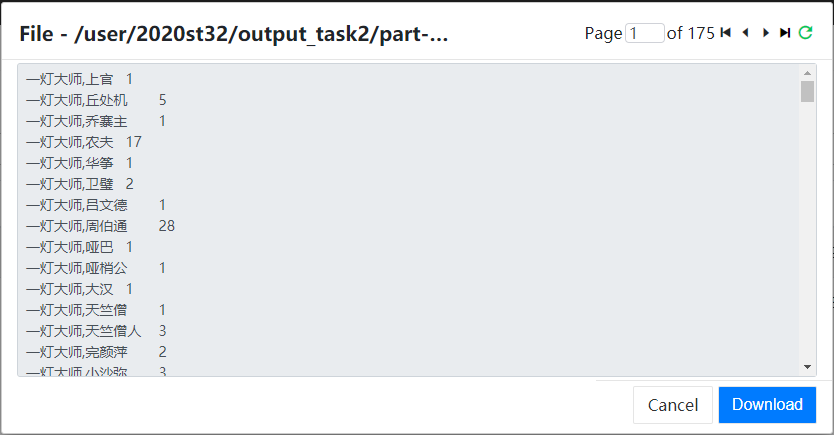 File - /user/2020st32/output_task2/part-...
Page 1 of 175
一灯大师,上官 1
一灯大师,丘处机 5
一灯大师,乔寨主 1
一灯大师,农夫 17
一灯大师,华筝 1
一灯大师,卫璧 2
一灯大师,吕文德 1
一灯大师,周伯通 28
一灯大师,哑巴 1
一灯大师,哑梢公 1
一灯大师,大汉 1
一灯大师,天竺僧 1
一灯大师,天竺僧人 3
一灯大师,完颜萍 2
一灯大师,小沙弥 3
Cancel Download